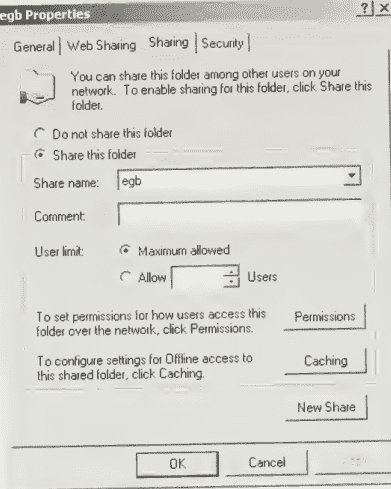 egb Properties
? ×
General Web Sharing Sharing Security
You can share this folder among other users on your
network. To enable sharing for this folder, click Share this
folder.
Do not share this folder
Share this folder
Share name: egb
Comment:
User limit: Maximum allowed
Allow Users
To set permissions for how users access this
folder over the network, click Permissions.
Permissions
To configure settings for Offline access to
this shared folder, click Caching.
Caching
New Share
OK Cancel